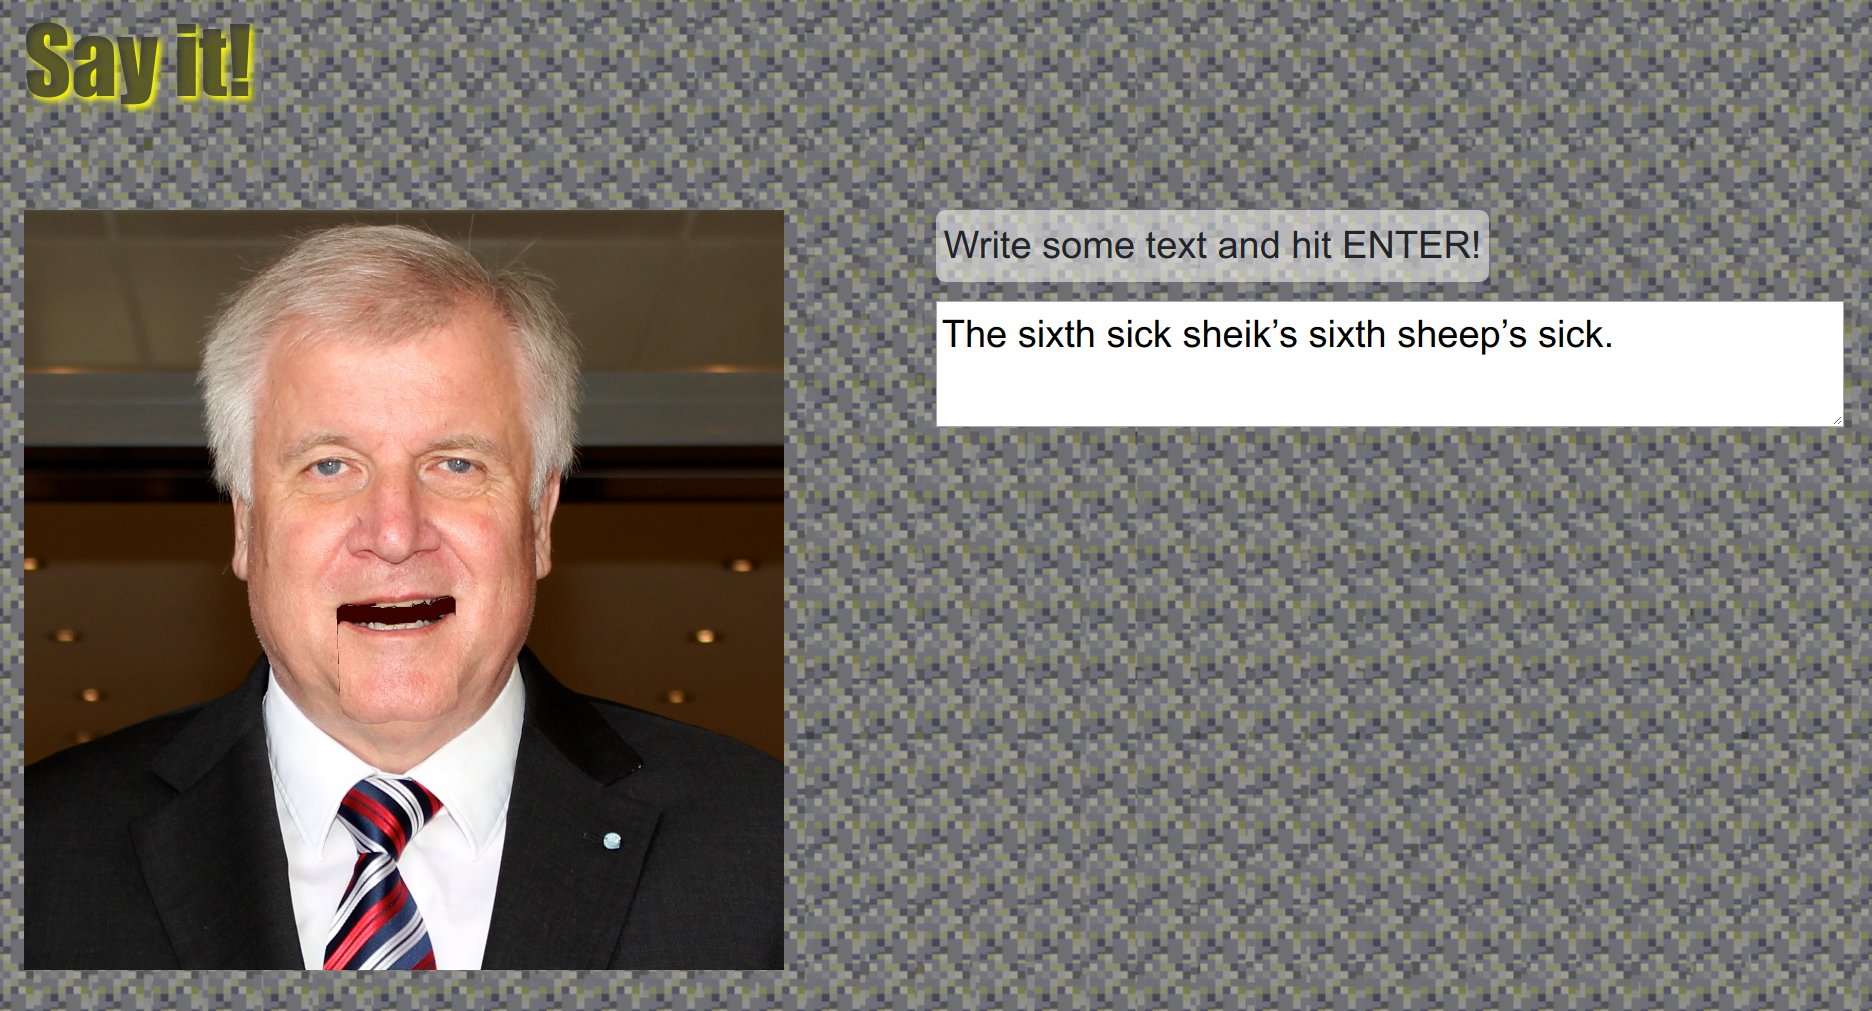 Say it!
Write some text and hit ENTER!
The sixth sick sheik’s sixth sheep’s sick.